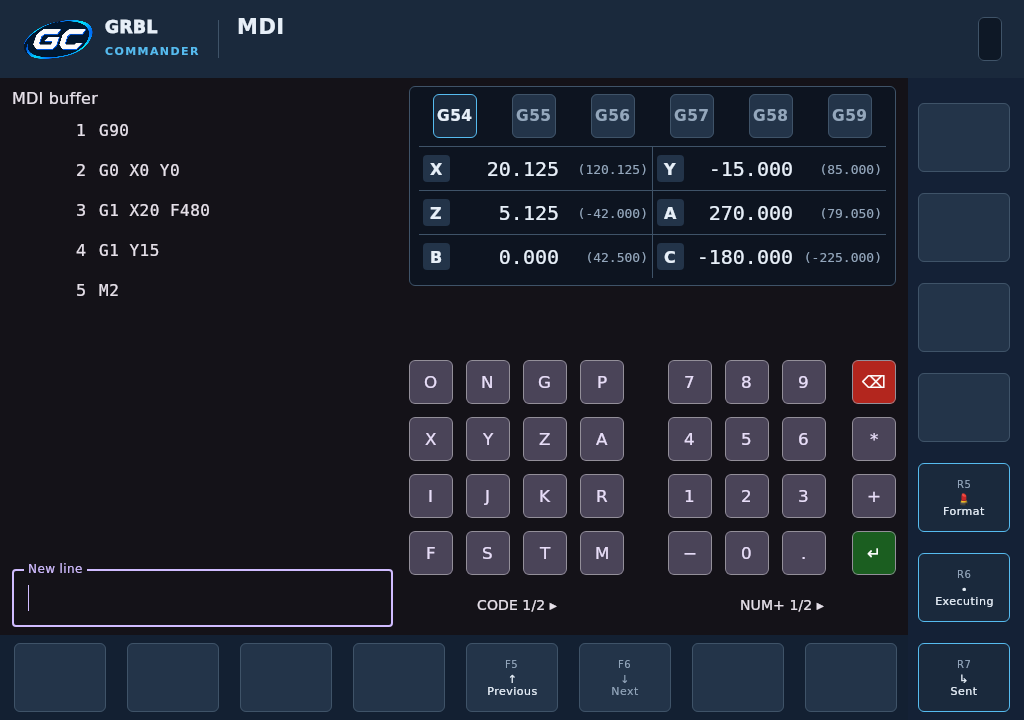 GC GRBL
COMMANDER
MDI
MDI buffer
1 G90
2 G0 X0 Y0
3 G1 X20 F480
4 G1 Y15
5 M2
New line
G54 G55 G56 G57 G58 G59
X 20.125 (120.125) Y -15.000 (85.000)
Z 5.125 (-42.000) A 270.000 (79.050)
B 0.000 (42.500) C -180.000 (-225.000)
O N G P 7 8 9 ⌫
X Y Z A 4 5 6 *
I J K R 1 2 3 +
F S T M − 0 . ↵
CODE 1/2 ▸ NUM+ 1/2 ▸
R5
Format
R6
•
Executing
R7
↳
Sent
F5
↑
Previous
F6
↓
Next